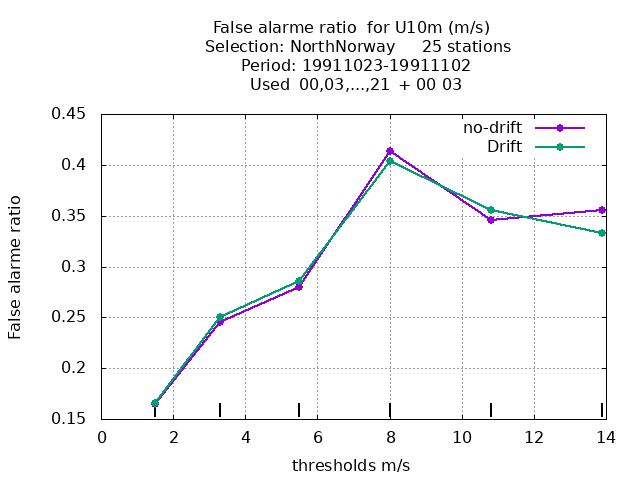 False alarme ratio  for U10m (m/s)
Selection: NorthNorway     25 stations
Period: 19911023-19911102
Used  00,03,...,21  + 00 03
no-drift
Drift
0.45
0.4
0.35
0.3
0.25
0.2
0.15
False alarme ratio
0 2 4 6 8 10 12 14
thresholds m/s